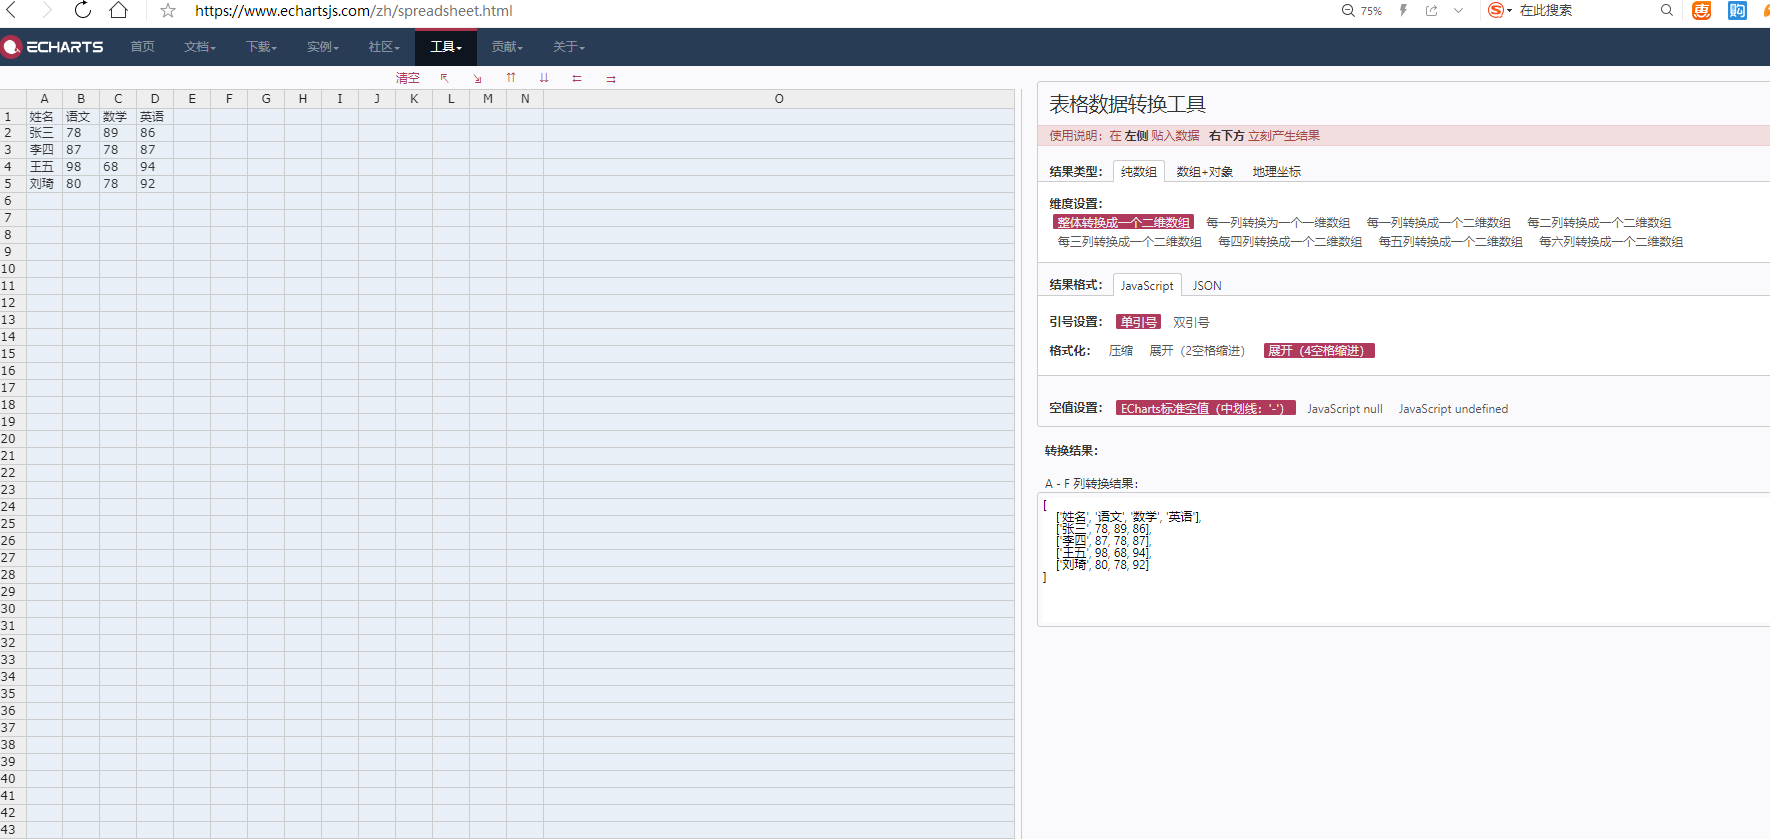 https://www.echartsjs.com/zh/spreadsheet.html
75%
在此搜索
惠
购
ECHARTS 首页 文档 下载 实例 社区 工具 贡献 关于
清空
A B C D E F G H I J K L M N O
1 姓名 语文 数学 英语
2 张三 78 89 86
3 李四 87 78 87
4 王五 98 68 94
5 刘琦 80 78 92
6
7
8
9
10
11
12
13
14
15
16
17
18
19
20
21
22
23
24
25
26
27
28
29
30
31
32
33
34
35
36
37
38
39
40
41
42
43
表格数据转换工具
使用说明：在 左侧 贴入数据 右下方 立刻产生结果
结果类型： 纯数组 数组+对象 地理坐标
维度设置：
整体转换成一个二维数组 每一列转换为一个一维数组 每一列转换成一个二维数组 每二列转换成一个二维数组
每三列转换成一个二维数组 每四列转换成一个二维数组 每五列转换成一个二维数组 每六列转换成一个二维数组
结果格式： JavaScript JSON
引号设置： 单引号 双引号
格式化： 压缩 展开（2空格缩进） 展开（4空格缩进）
空值设置： ECharts标准空值（中划线：'-'） JavaScript null JavaScript undefined
转换结果：
A - F 列转换结果：
[
['姓名', '语文', '数学', '英语'],
['张三', 78, 89, 86],
['李四', 87, 78, 87],
['王五', 98, 68, 94],
['刘琦', 80, 78, 92]
]